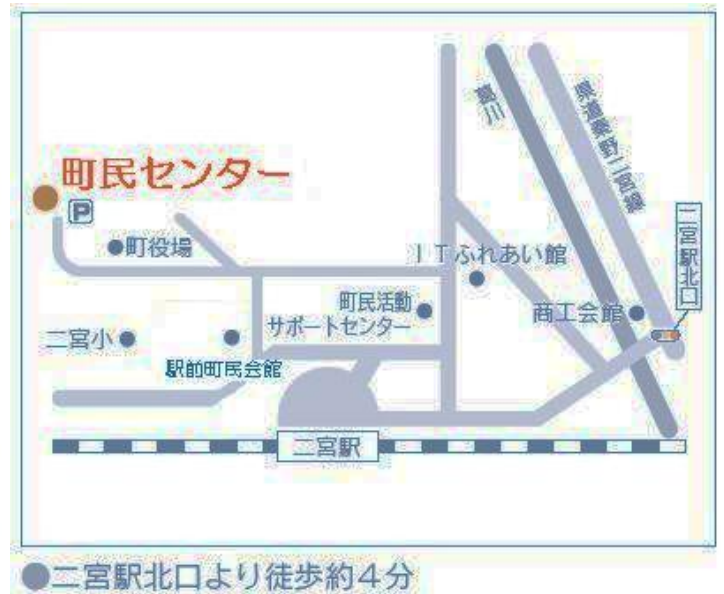 葛川
県道秦野二宮線
町民センター
P
二宮駅北口
●町役場
ITふれあい館
町民活動
サポートセンター
商工会館
二宮小
駅前町民会館
二宮駅
●二宮駅北口より徒歩約4分